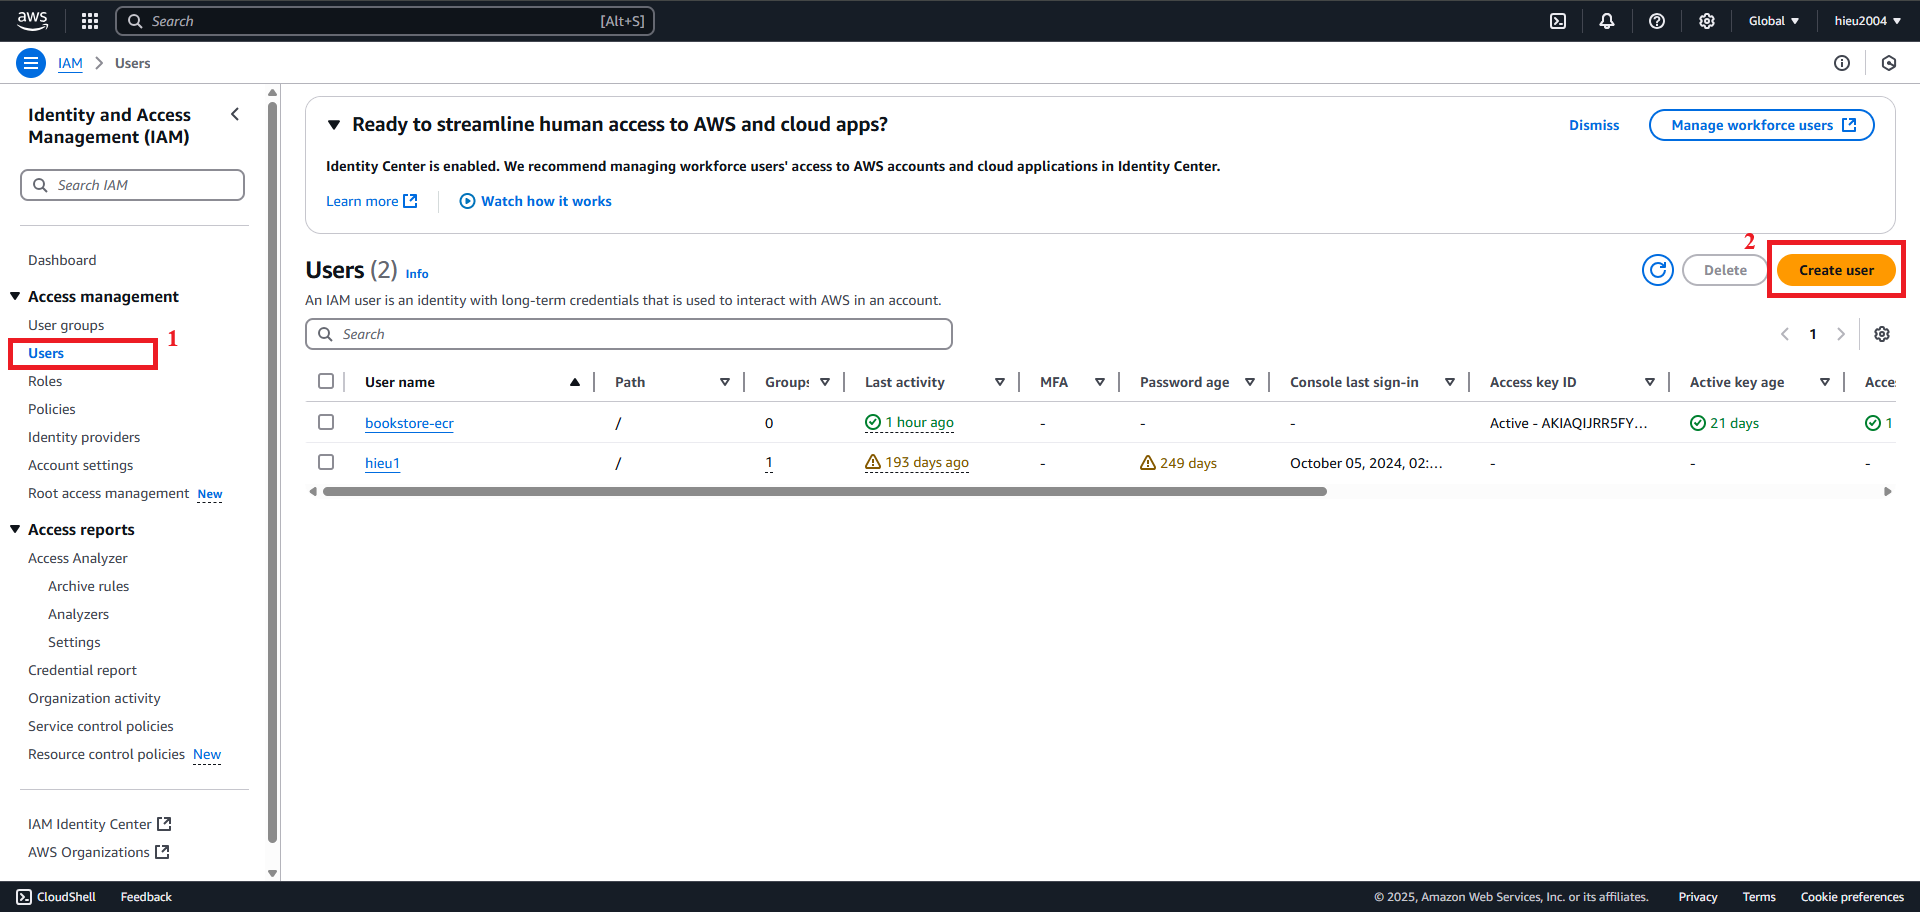 aws Search [Alt+S] Global hieu2004
IAM Users
Identity and Access
Management (IAM)
Search IAM
Dashboard
Access management
User groups
Users 1
Roles
Policies
Identity providers
Account settings
Root access management New
Access reports
Access Analyzer
Archive rules
Analyzers
Settings
Credential report
Organization activity
Service control policies
Resource control policies New
IAM Identity Center
AWS Organizations
Ready to streamline human access to AWS and cloud apps? Dismiss Manage workforce users
Identity Center is enabled. We recommend managing workforce users' access to AWS accounts and cloud applications in Identity Center.
Learn more Watch how it works
2
Users (2) Info Delete Create user
An IAM user is an identity with long-term credentials that is used to interact with AWS in an account.
Search 1
User name Path Groups Last activity MFA Password age Console last sign-in Access key ID Active key age Acce
bookstore-ecr / 0 1 hour ago - - - Active - AKIAQIJRR5FY... 21 days 1
hieu1 / 1 193 days ago - 249 days October 05, 2024, 02:... - - -
CloudShell Feedback © 2025, Amazon Web Services, Inc. or its affiliates. Privacy Terms Cookie preferences